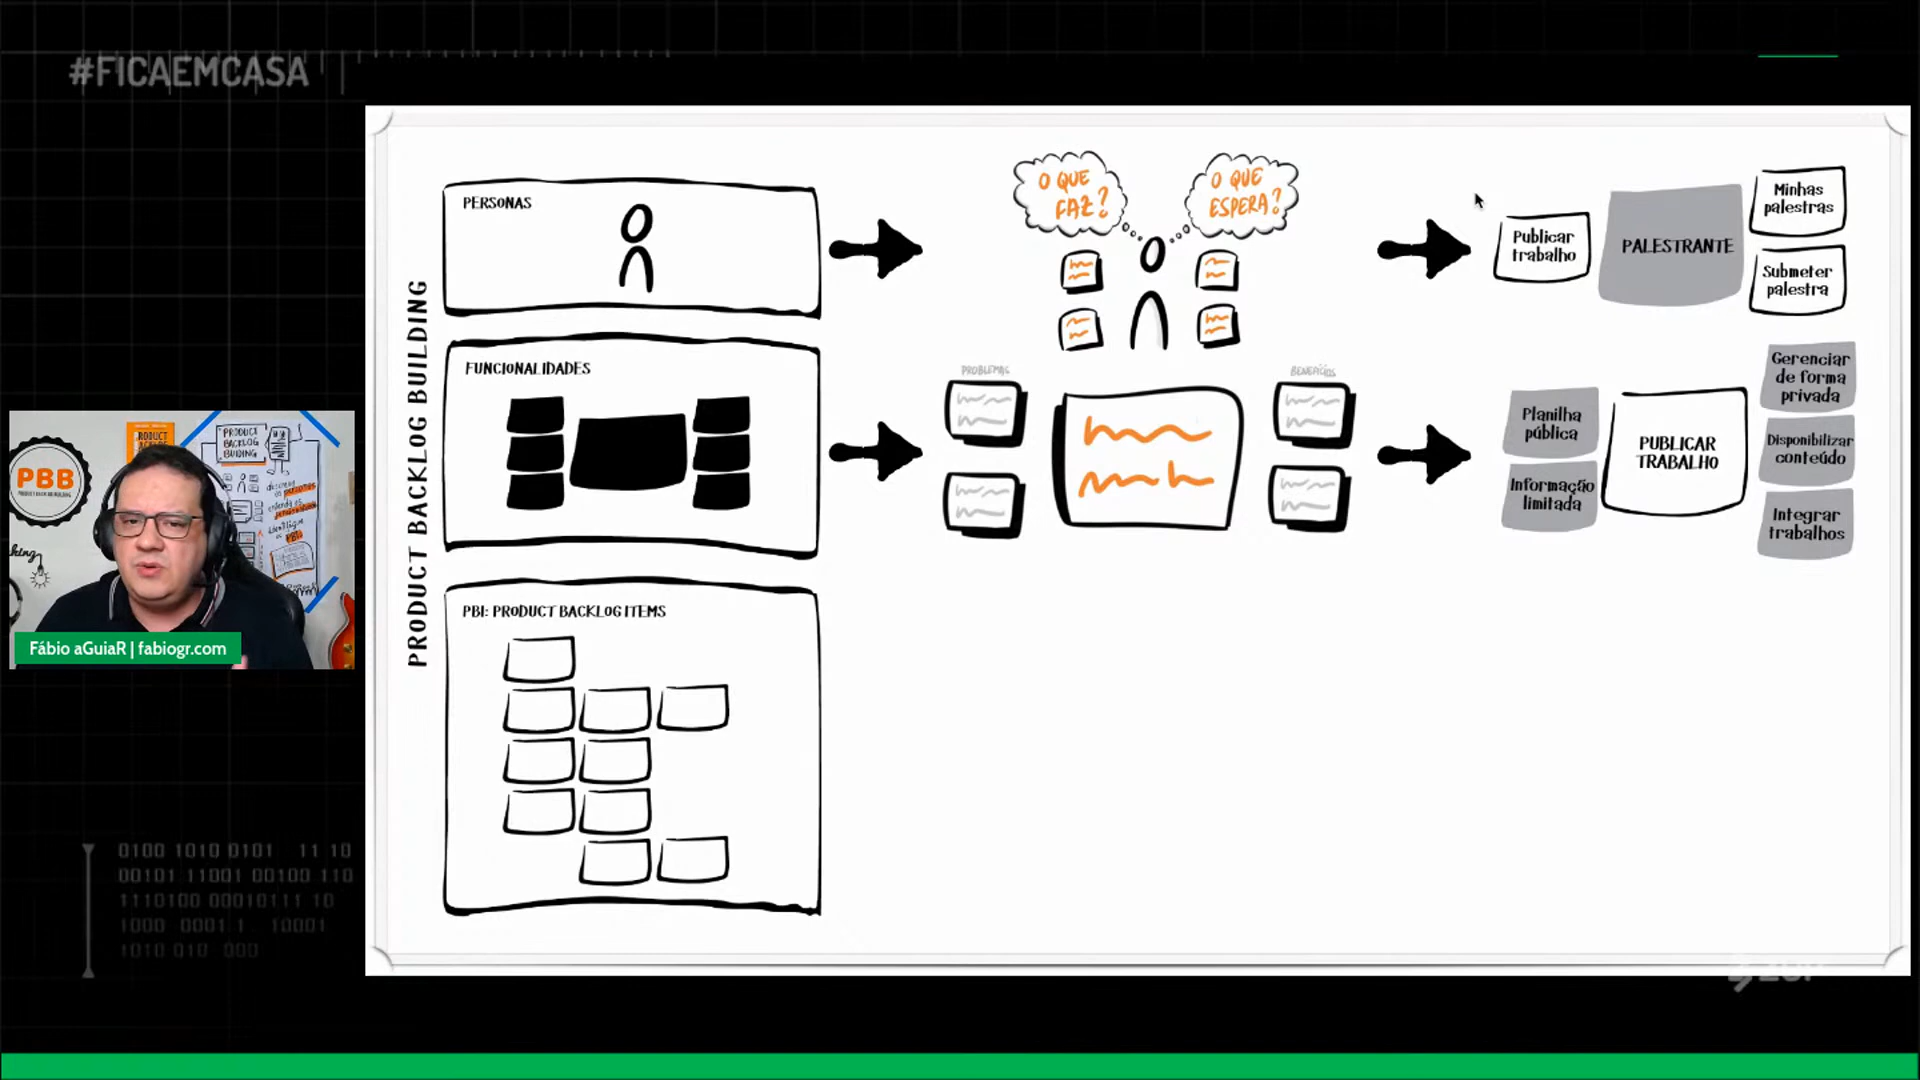 #FICAEMCASA
PRODUCT BACKLOG BUILDING
PERSONAS
O QUE
FAZ?
O QUE
ESPERA?
Publicar
trabalho
PALESTRANTE
Minhas
palestras
Submeter
palestra
FUNCIONALIDADES
PROBLEMAS
BENEFÍCIOS
Planilha
pública
Informação
limitada
PUBLICAR
TRABALHO
Gerenciar
de forma
privada
Disponibilizar
conteúdo
Integrar
trabalhos
PBI: PRODUCT BACKLOG ITEMS
PBB
PRODUCT
BACKLOG
BUIDING
Fábio aGuiaR | fabiogr.com
0100 1010 0101 11 10
00101 11001 00100 110
1110100 00010111 10
1000 0001 1 10001
1010 010 000